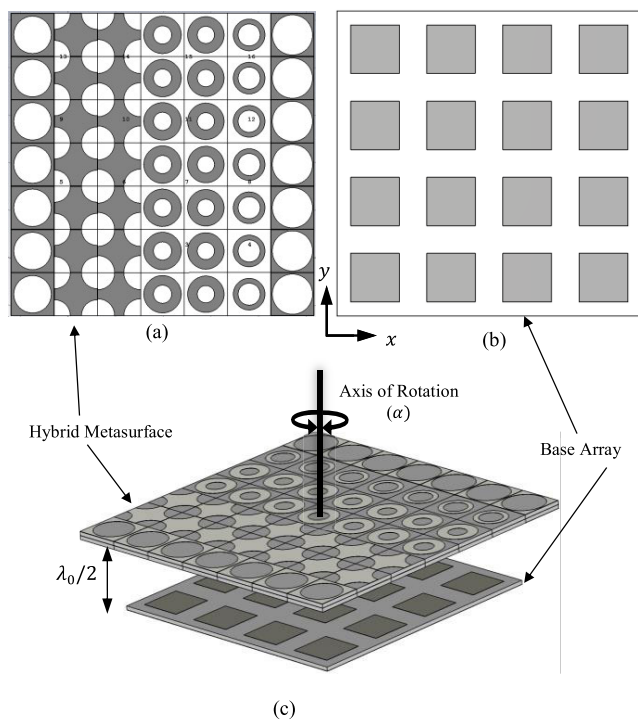 13 14 15 16
9 10 11 12
5 6 7 8
3 4
(a)
y
x
(b)
Axis of Rotation
(α)
Hybrid Metasurface
Base Array
λ₀/2
(c)